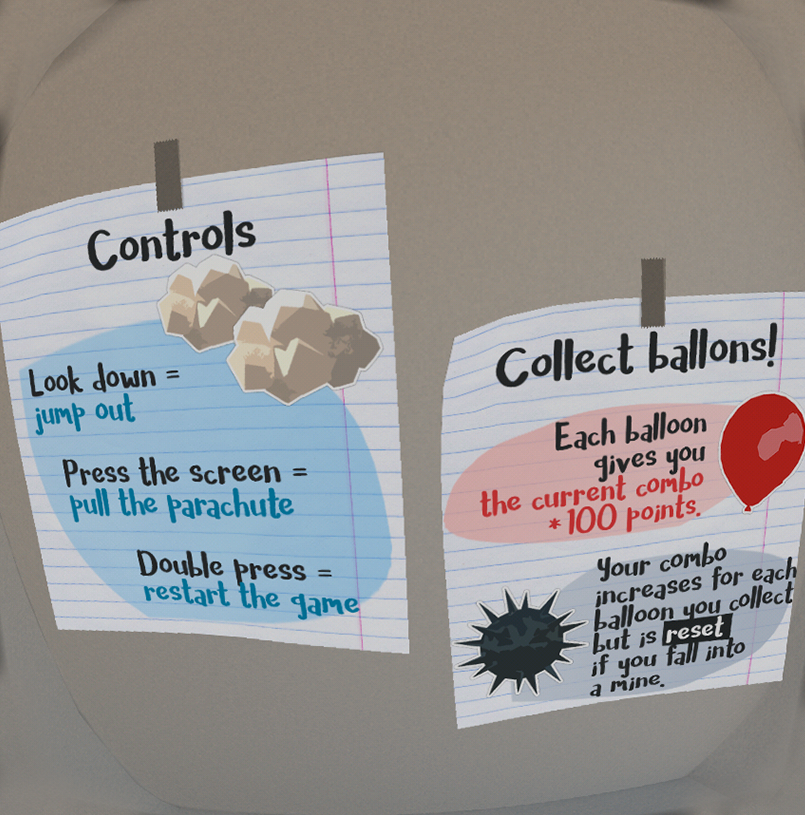 Controls
Look down =
jump out
Press the screen =
pull the parachute
Double press =
restart the game
Collect ballons!
Each balloon
gives you
the current combo
*100 points.
Your combo
increases for each
balloon you collect
but is reset
if you fall into
a mine.